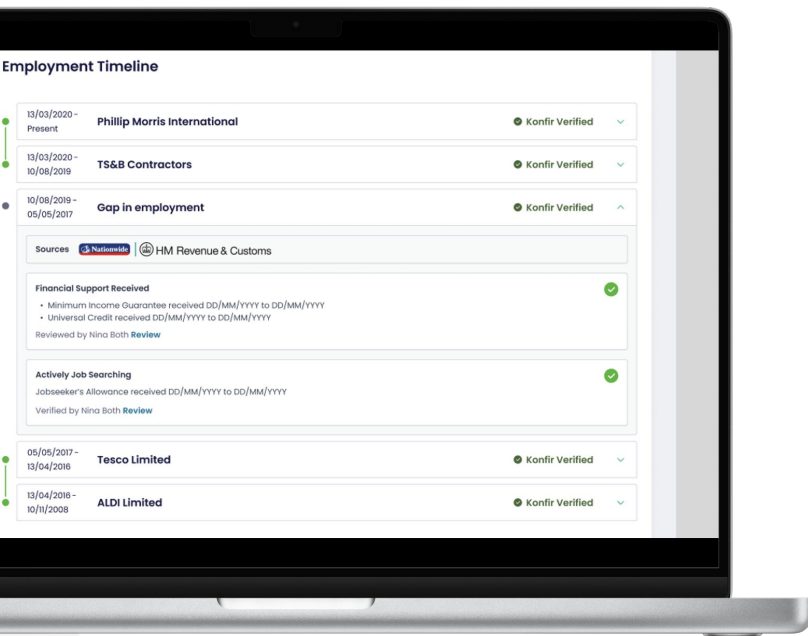 Employment Timeline
13/03/2020 -
Present
Phillip Morris International
Konfir Verified
13/03/2020 -
10/08/2019
TS&B Contractors
Konfir Verified
10/08/2019 -
05/05/2017
Gap in employment
Konfir Verified
Sources Nationwide HM Revenue & Customs
Financial Support Received
• Minimum Income Guarantee received DD/MM/YYYY to DD/MM/YYYY
• Universal Credit received DD/MM/YYYY to DD/MM/YYYY
Reviewed by Nina Both Review
Actively Job Searching
Jobseeker's Allowance received DD/MM/YYYY to DD/MM/YYYY
Verified by Nina Both Review
05/05/2017 -
13/04/2016
Tesco Limited
Konfir Verified
13/04/2016 -
10/11/2008
ALDI Limited
Konfir Verified